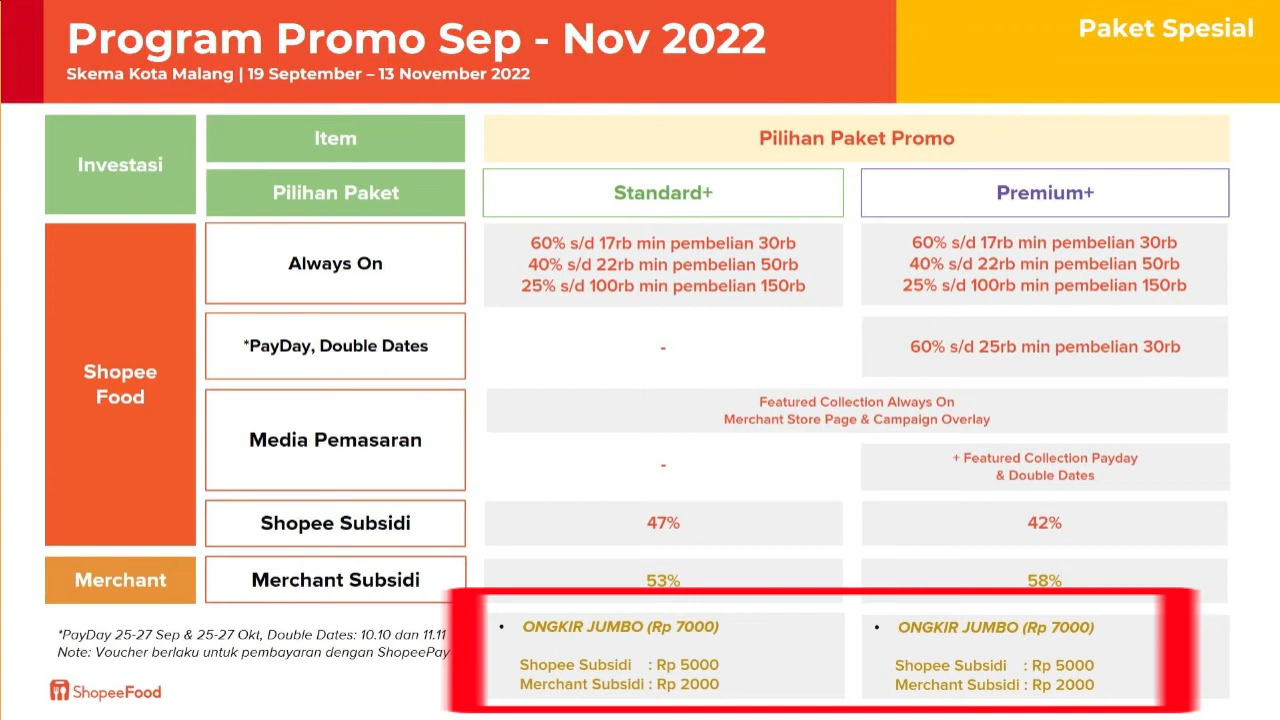 Program Promo Sep - Nov 2022
Skema Kota Malang | 19 September – 13 November 2022
Paket Spesial
Investasi
Item
Pilihan Paket Promo
Pilihan Paket
Standard+
Premium+
Shopee
Food
Always On
60% s/d 17rb min pembelian 30rb
40% s/d 22rb min pembelian 50rb
25% s/d 100rb min pembelian 150rb
60% s/d 17rb min pembelian 30rb
40% s/d 22rb min pembelian 50rb
25% s/d 100rb min pembelian 150rb
*PayDay, Double Dates
-
60% s/d 25rb min pembelian 30rb
Media Pemasaran
Featured Collection Always On
Merchant Store Page & Campaign Overlay
-
+ Featured Collection Payday
& Double Dates
Shopee Subsidi
47%
42%
Merchant
Merchant Subsidi
53%
58%
*PayDay 25-27 Sep & 25-27 Okt, Double Dates: 10.10 dan 11.11
Note: Voucher berlaku untuk pembayaran dengan ShopeePay
• ONGKIR JUMBO (Rp 7000)
Shopee Subsidi : Rp 5000
Merchant Subsidi : Rp 2000
• ONGKIR JUMBO (Rp 7000)
Shopee Subsidi : Rp 5000
Merchant Subsidi : Rp 2000
ShopeeFood